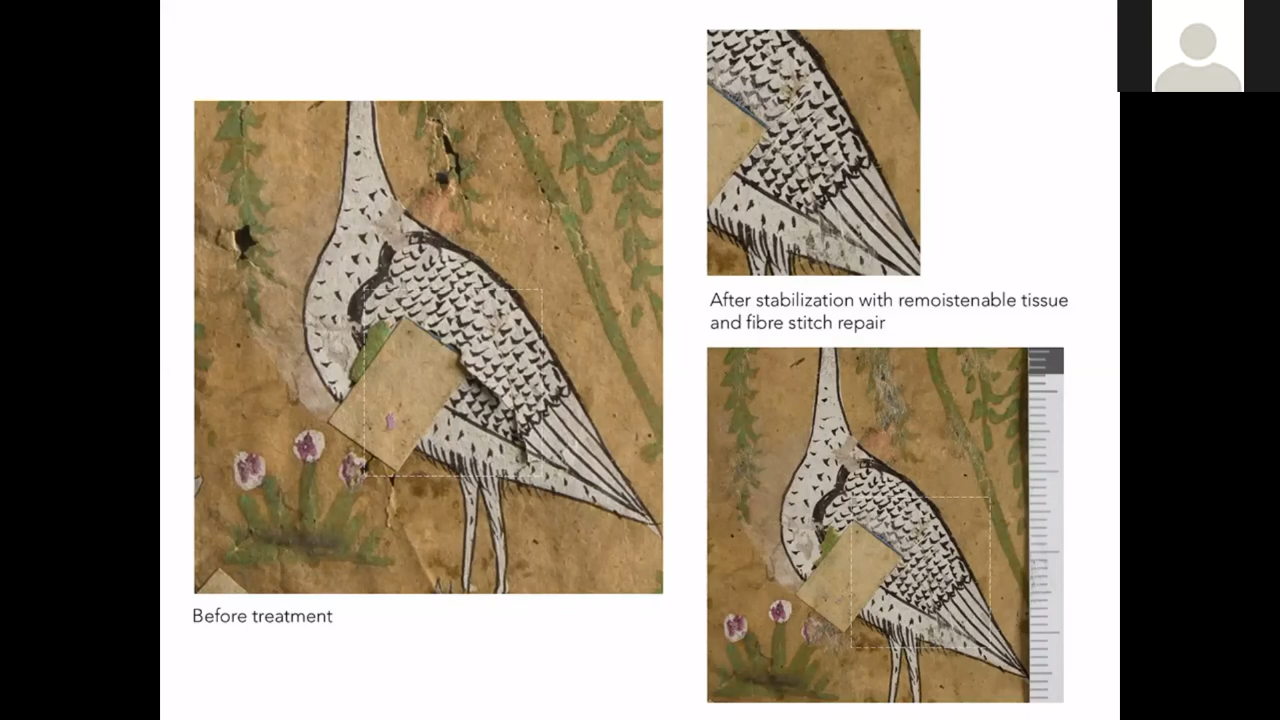 After stabilization with remoistenable tissue
and fibre stitch repair
Before treatment